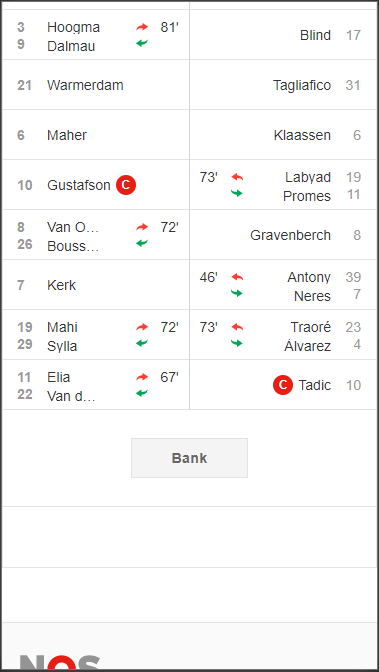 3 Hoogma 81' Blind 17
9 Dalmau
21 Warmerdam Tagliafico 31
6 Maher Klaassen 6
10 Gustafson C 73' Labyad 19
Promes 11
8 Van O... 72' Gravenberch 8
26 Bouss...
7 Kerk 46' Antony 39
Neres 7
19 Mahi 72' 73' Traoré 23
29 Sylla Álvarez 4
11 Elia 67' C Tadic 10
22 Van d...
Bank
NOS